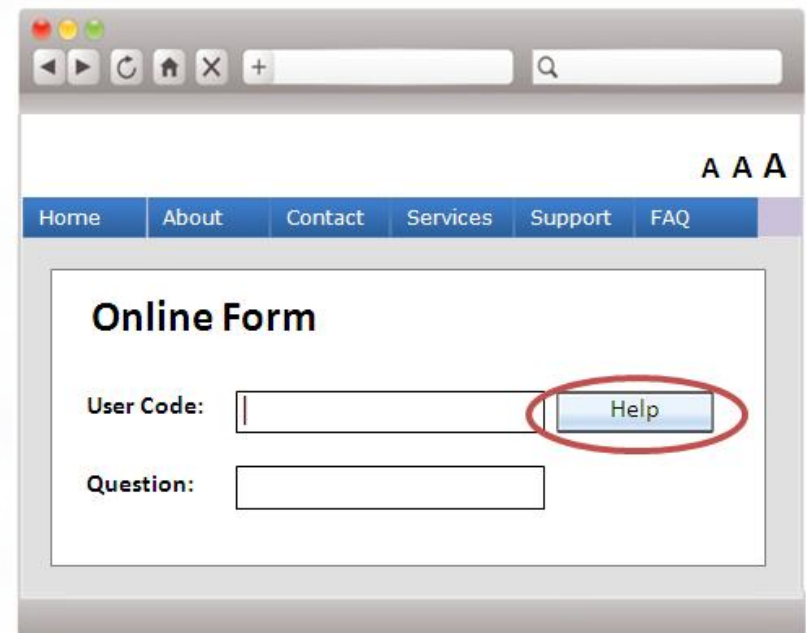 A A A
Home About Contact Services Support FAQ
Online Form
User Code: Help
Question: